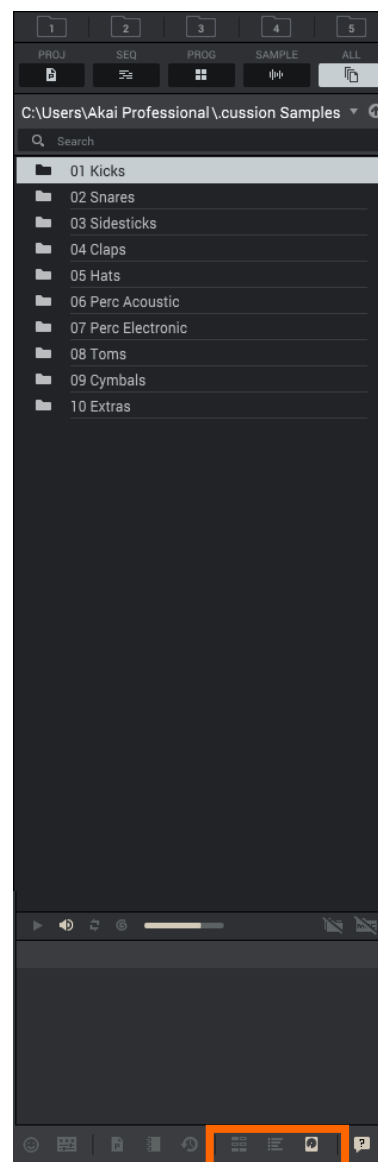 1 2 3 4 5
PROJ SEQ PROG SAMPLE ALL
C:\Users\Akai Professional\.cussion Samples
Search
01 Kicks
02 Snares
03 Sidesticks
04 Claps
05 Hats
06 Perc Acoustic
07 Perc Electronic
08 Toms
09 Cymbals
10 Extras
?